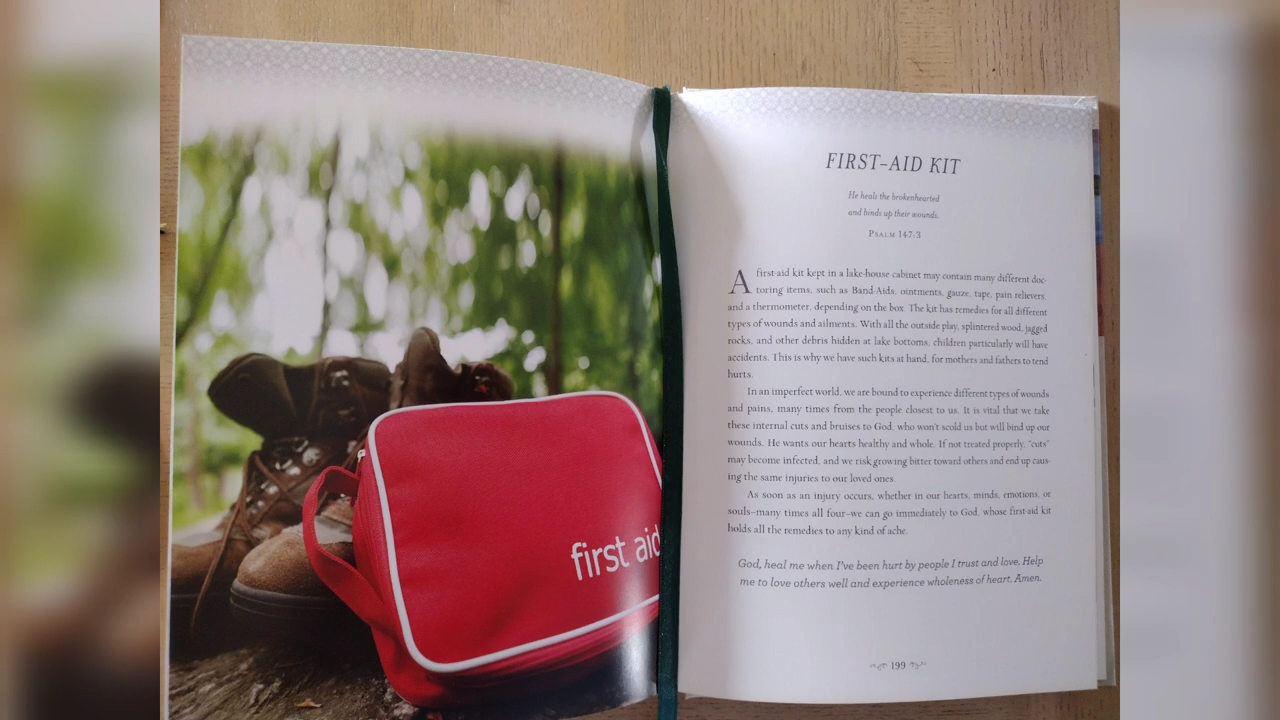 first aid
FIRST-AID KIT
He heals the brokenhearted
and binds up their wounds.
PSALM 147:3
A first-aid kit kept in a lake-house cabinet may contain many different doc-
toring items, such as Band-Aids, ointments, gauze, tape, pain relievers,
and a thermometer, depending on the box. The kit has remedies for all different
types of wounds and ailments. With all the outside play, splintered wood, jagged
rocks, and other debris hidden at lake bottoms, children particularly will have
accidents. This is why we have such kits at hand, for mothers and fathers to tend
hurts.
In an imperfect world, we are bound to experience different types of wounds
and pains, many times from the people closest to us. It is vital that we take
these internal cuts and bruises to God, who won't scold us but will bind up our
wounds. He wants our hearts healthy and whole. If not treated properly, "cuts"
may become infected, and we risk growing bitter toward others and end up caus-
ing the same injuries to our loved ones.
As soon as an injury occurs, whether in our hearts, minds, emotions, or
souls—many times all four—we can go immediately to God, whose first-aid kit
holds all the remedies to any kind of ache.
God, heal me when I've been hurt by people I trust and love. Help
me to love others well and experience wholeness of heart. Amen.
199